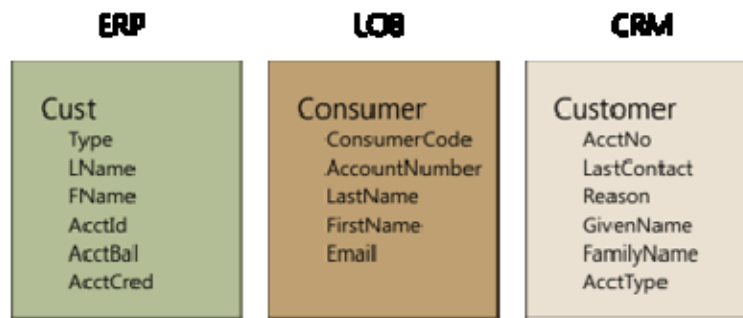 ERP
LOB
CRM
Cust
Type
LName
FName
AcctId
AcctBal
AcctCred
Consumer
ConsumerCode
AccountNumber
LastName
FirstName
Email
Customer
AcctNo
LastContact
Reason
GivenName
FamilyName
AcctType